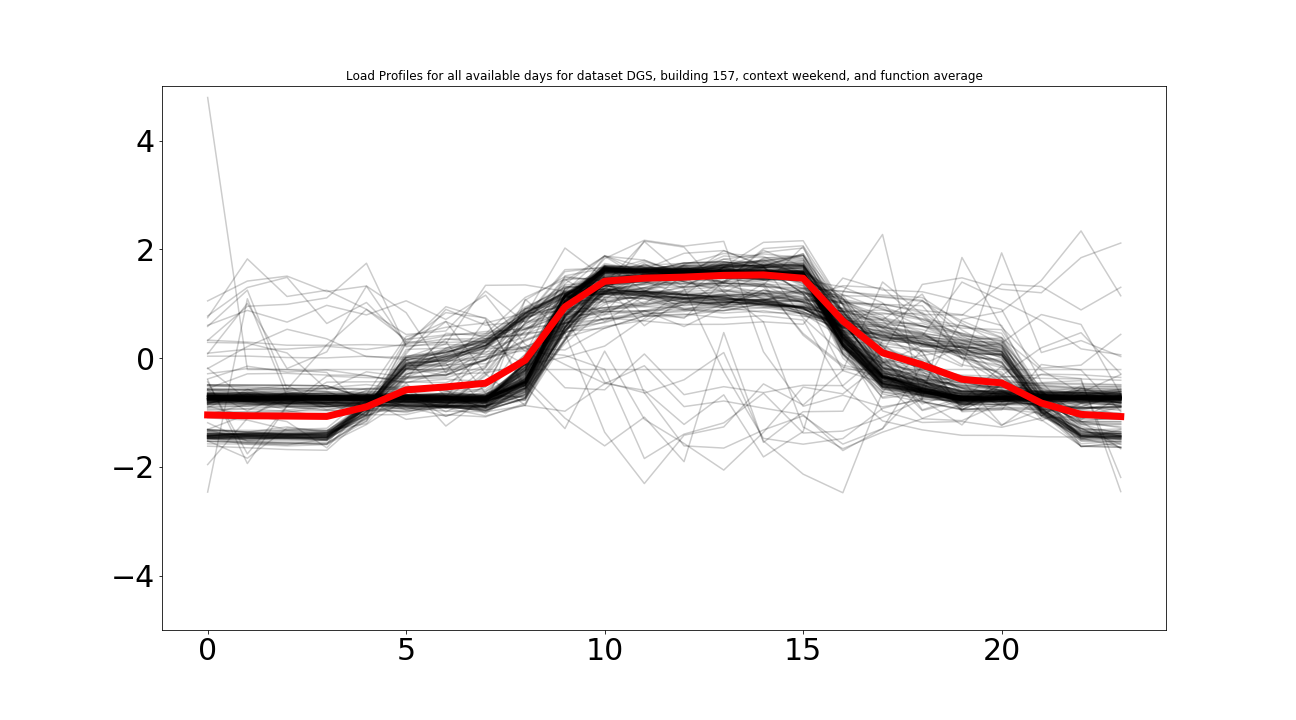 Load Profiles for all available days for dataset DGS, building 157, context weekend, and function average
4
2
0
−2
−4
0 5 10 15 20